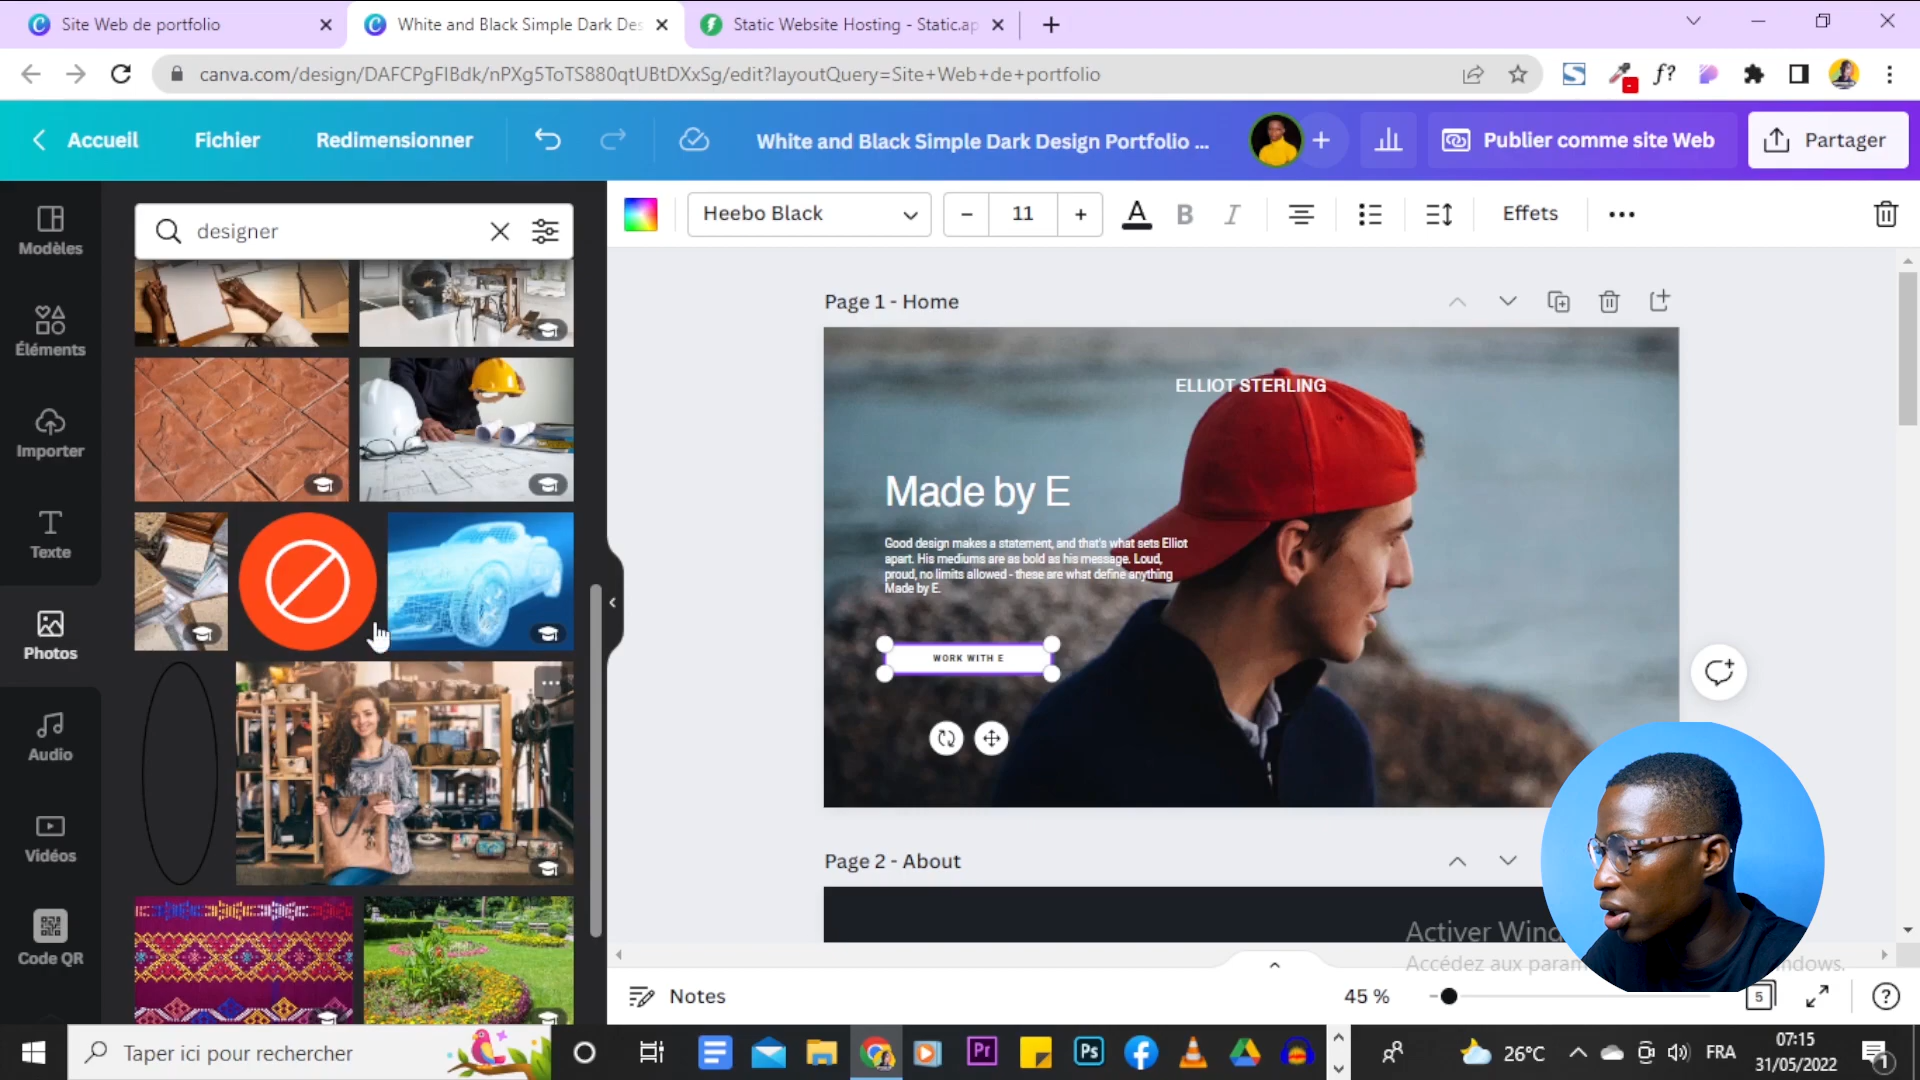 Site Web de portfolio
White and Black Simple Dark Des
Static Website Hosting - Static.ap
canva.com/design/DAFCPgFIBdk/nPXg5ToTS880qtUBtDXxSg/edit?layoutQuery=Site+Web+de+portfolio
f?
Accueil
Fichier
Redimensionner
White and Black Simple Dark Design Portfolio ...
Publier comme site Web
Partager
Modèles
Éléments
Importer
Texte
Photos
Audio
Vidéos
Code QR
designer
Heebo Black
11
A
B
I
Effets
Page 1 - Home
ELLIOT STERLING
Made by E
Good design makes a statement, and that's what sets Elliot
apart. His mediums are as bold as his message. Loud,
proud, no limits allowed - these are what define anything
Made by E.
WORK WITH E
Page 2 - About
Activer Wind
Accédez aux param
ndows.
Notes
45 %
5
?
Taper ici pour rechercher
Pr
Ps
26°C
FRA
07:15
31/05/2022
1